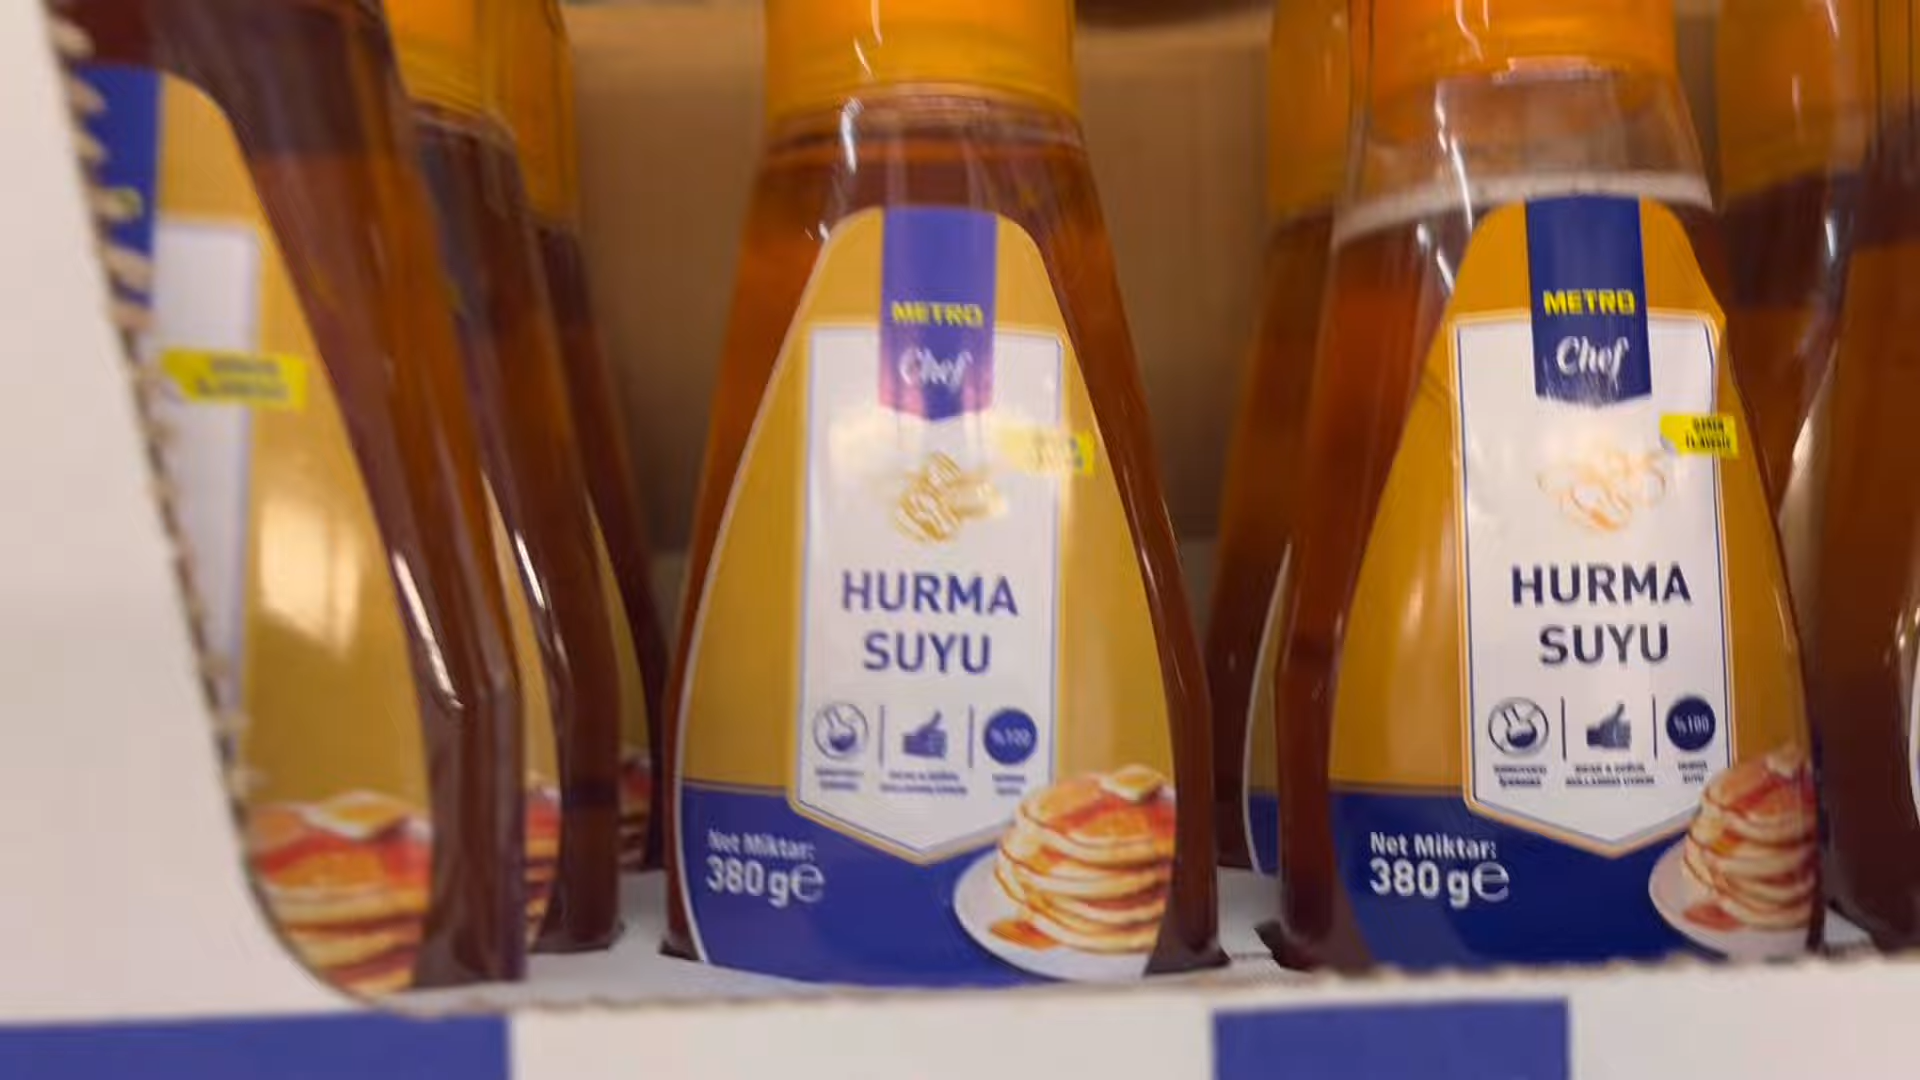 METRO
Chef
HURMA
SUYU
%100
Net Miktar:
380 g℮
METRO
Chef
HURMA
SUYU
%100
Net Miktar:
380 g℮